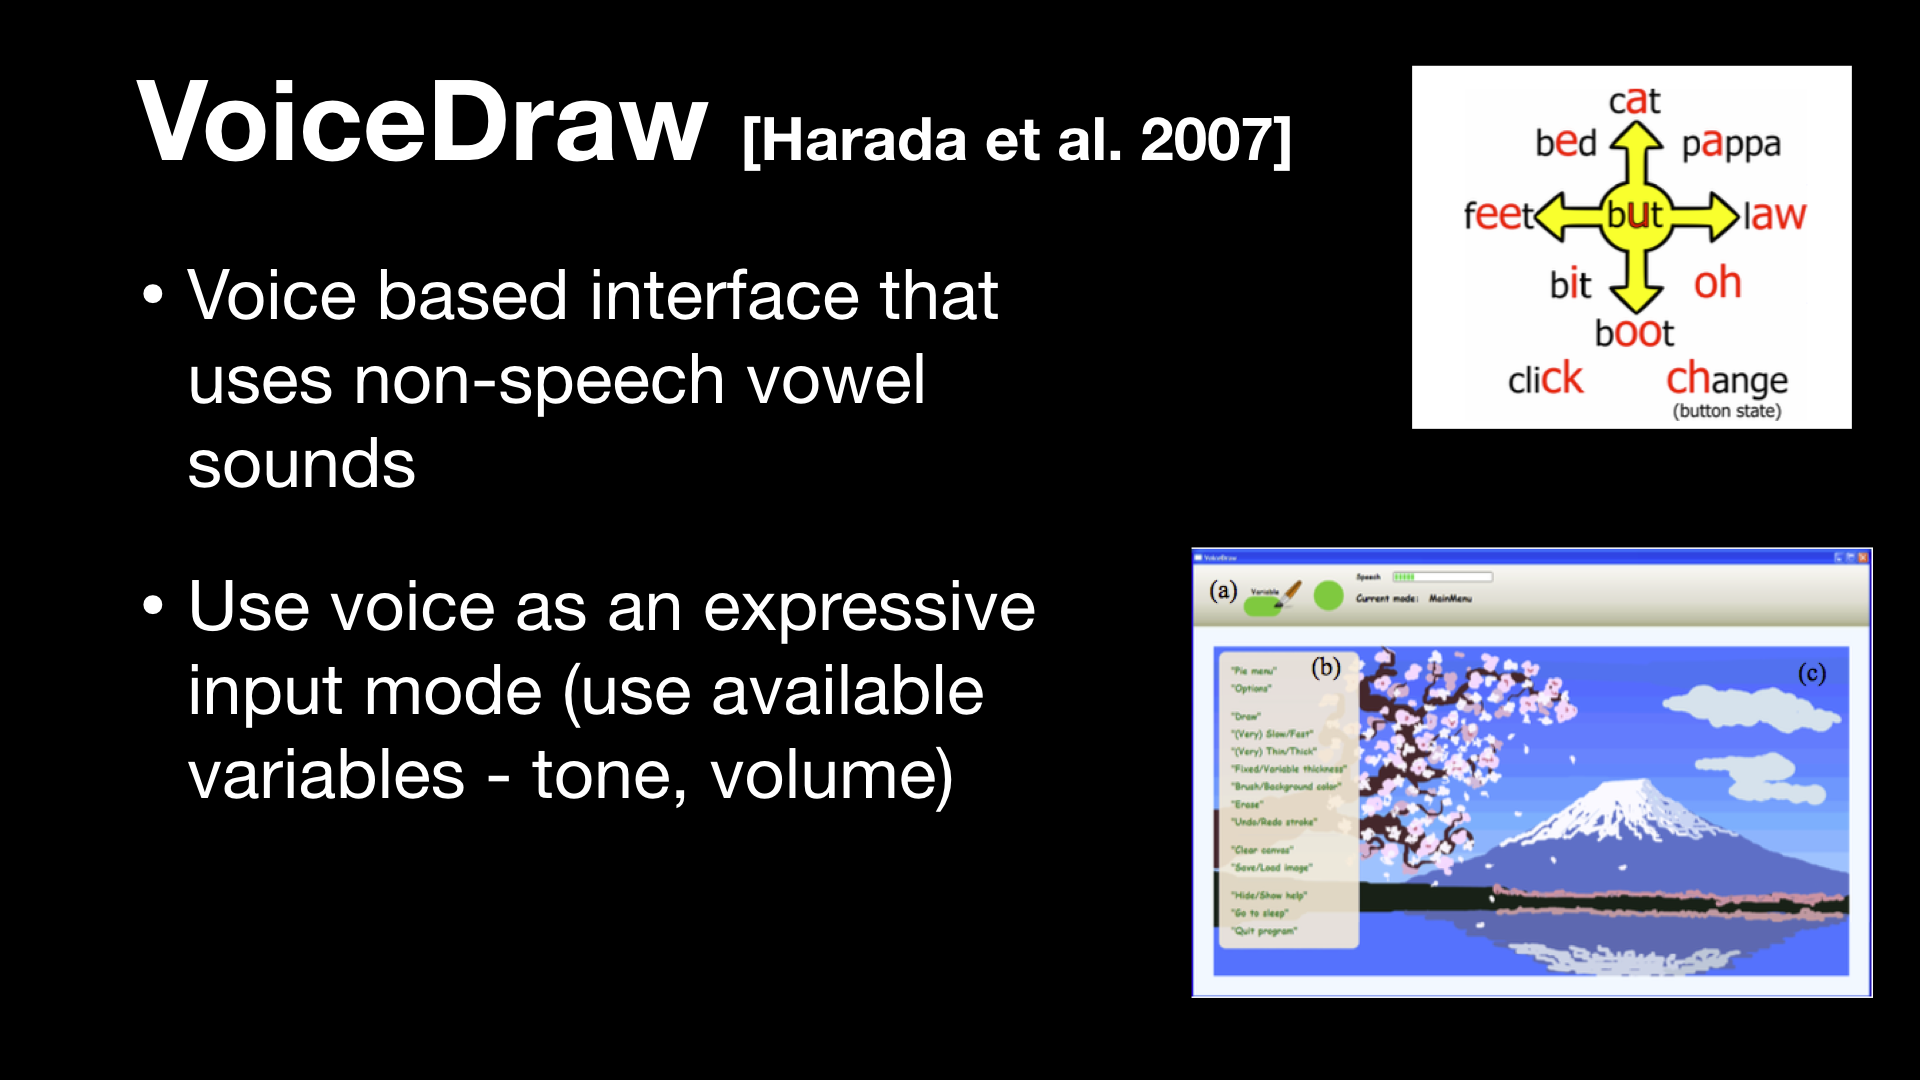 VoiceDraw [Harada et al. 2007]
• Voice based interface that
uses non-speech vowel
sounds
• Use voice as an expressive
input mode (use available
variables - tone, volume)
cat
bed pappa
feet but law
bit oh
boot
click change
(button state)
VoiceDraw
(a) Variable
Speech
Current mode: MainMenu
(b)
(c)
"Pie menu"
"Options"
"Draw"
"(Very) Slow/Fast"
"(Very) Thin/Thick"
"Fixed/Variable thickness"
"Brush/Background color"
"Erase"
"Undo/Redo stroke"
"Clear canvas"
"Save/Load image"
"Hide/Show help"
"Go to sleep"
"Quit program"